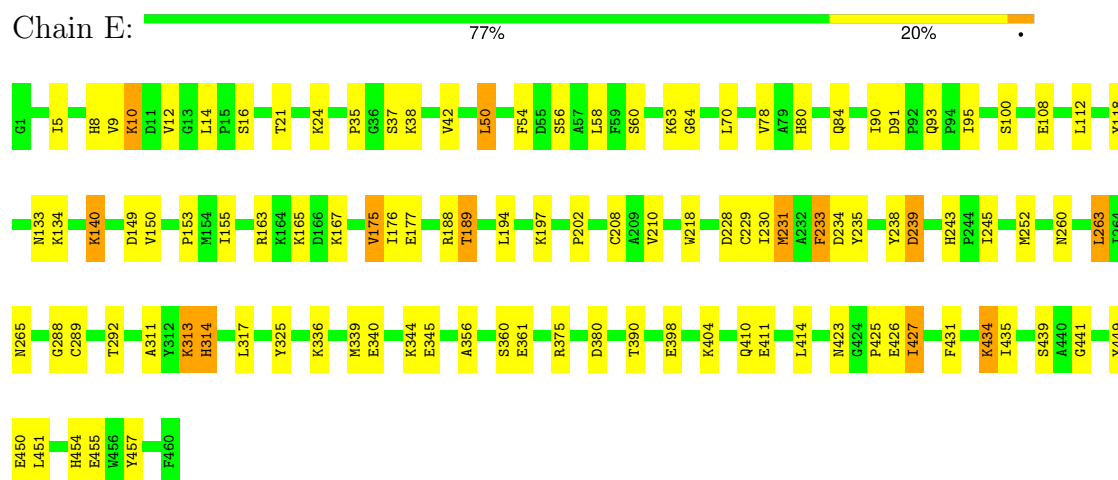 Chain E:
77% 20% •
G1 I5 H8 V9 K10 D11 V12 G13 L14 P15 S16 T21 K24 P35 G36 S37 K38 V42 L50 F54 D55 S56 A57 L58 F59 S60 K63 G64 L70 V78 A79 H80 Q84 I90 D91 P92 Q93 P94 I95 S100 E108 L112 Y118
N133 K134 K140 D149 V150 P153 M154 I155 R163 K164 K165 D166 K167 V175 I176 E177 R188 T189 L194 K197 P202 C208 A209 V210 W218 D228 C229 I230 M231 A232 F233 D234 Y235 Y238 D239 H243 P244 I245 M252 N260 L263 I264
N265 G288 C289 T292 A311 Y312 K313 H314 L317 Y325 K336 M339 E340 K344 E345 A356 S360 E361 R375 D380 T390 E398 K404 Q410 E411 L414 N423 G424 P425 E426 I427 F431 K434 I435 S439 A440 G441 Y449
E450 L451 H454 E455 W456 Y457 F460